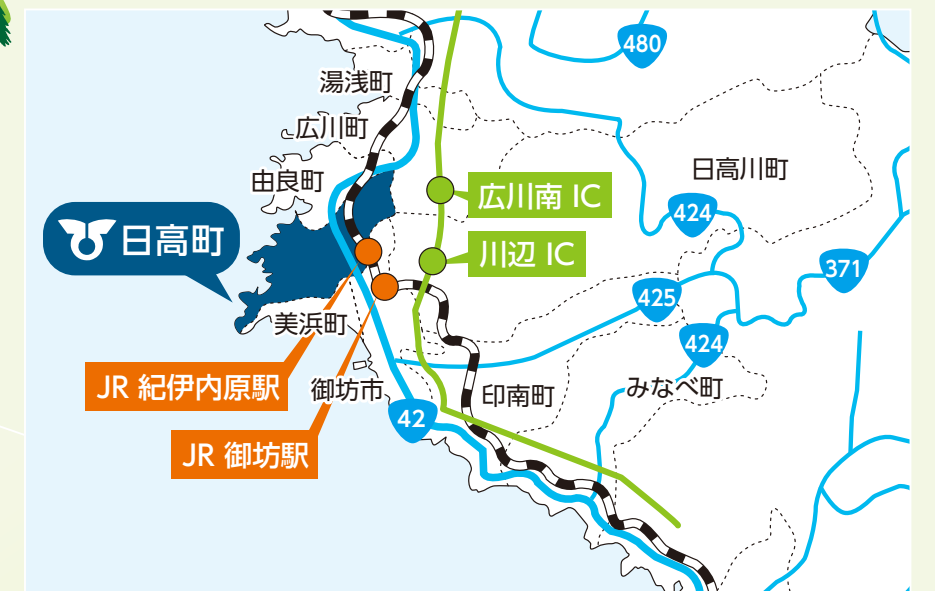 480
湯浅町
広川町
日高川町
由良町
広川南 IC
424
日高町
川辺 IC
371
425
美浜町
424
JR 紀伊内原駅
御坊市
印南町
みなべ町
42
JR 御坊駅